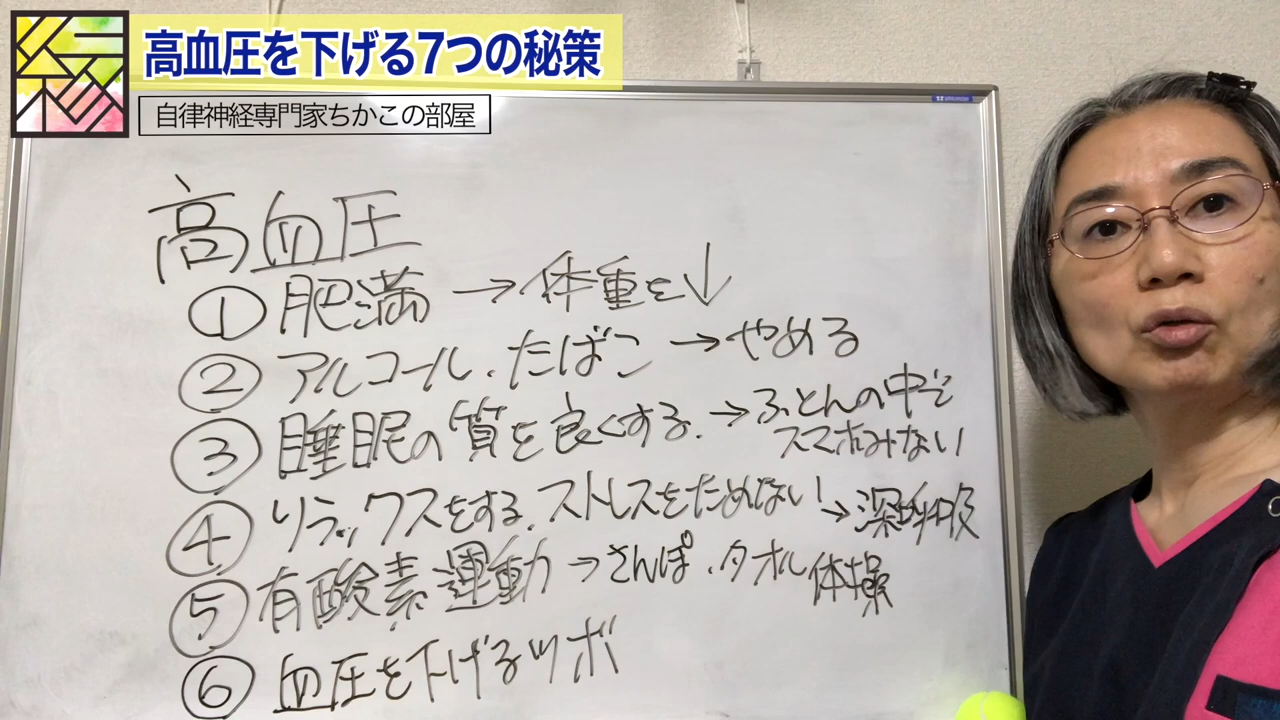 高血圧を下げる7つの秘策
自律神経専門家ちかこの部屋
高血圧
① 肥満 → 体重を↓
② アルコール、たばこ → やめる
③ 睡眠の質を良くする。→ ふとんの中で
スマホみない
④ リラックスをする。ストレスをためない → 深呼吸
⑤ 有酸素運動 → さんぽ、タオル体操
⑥ 血圧を下げるツボ